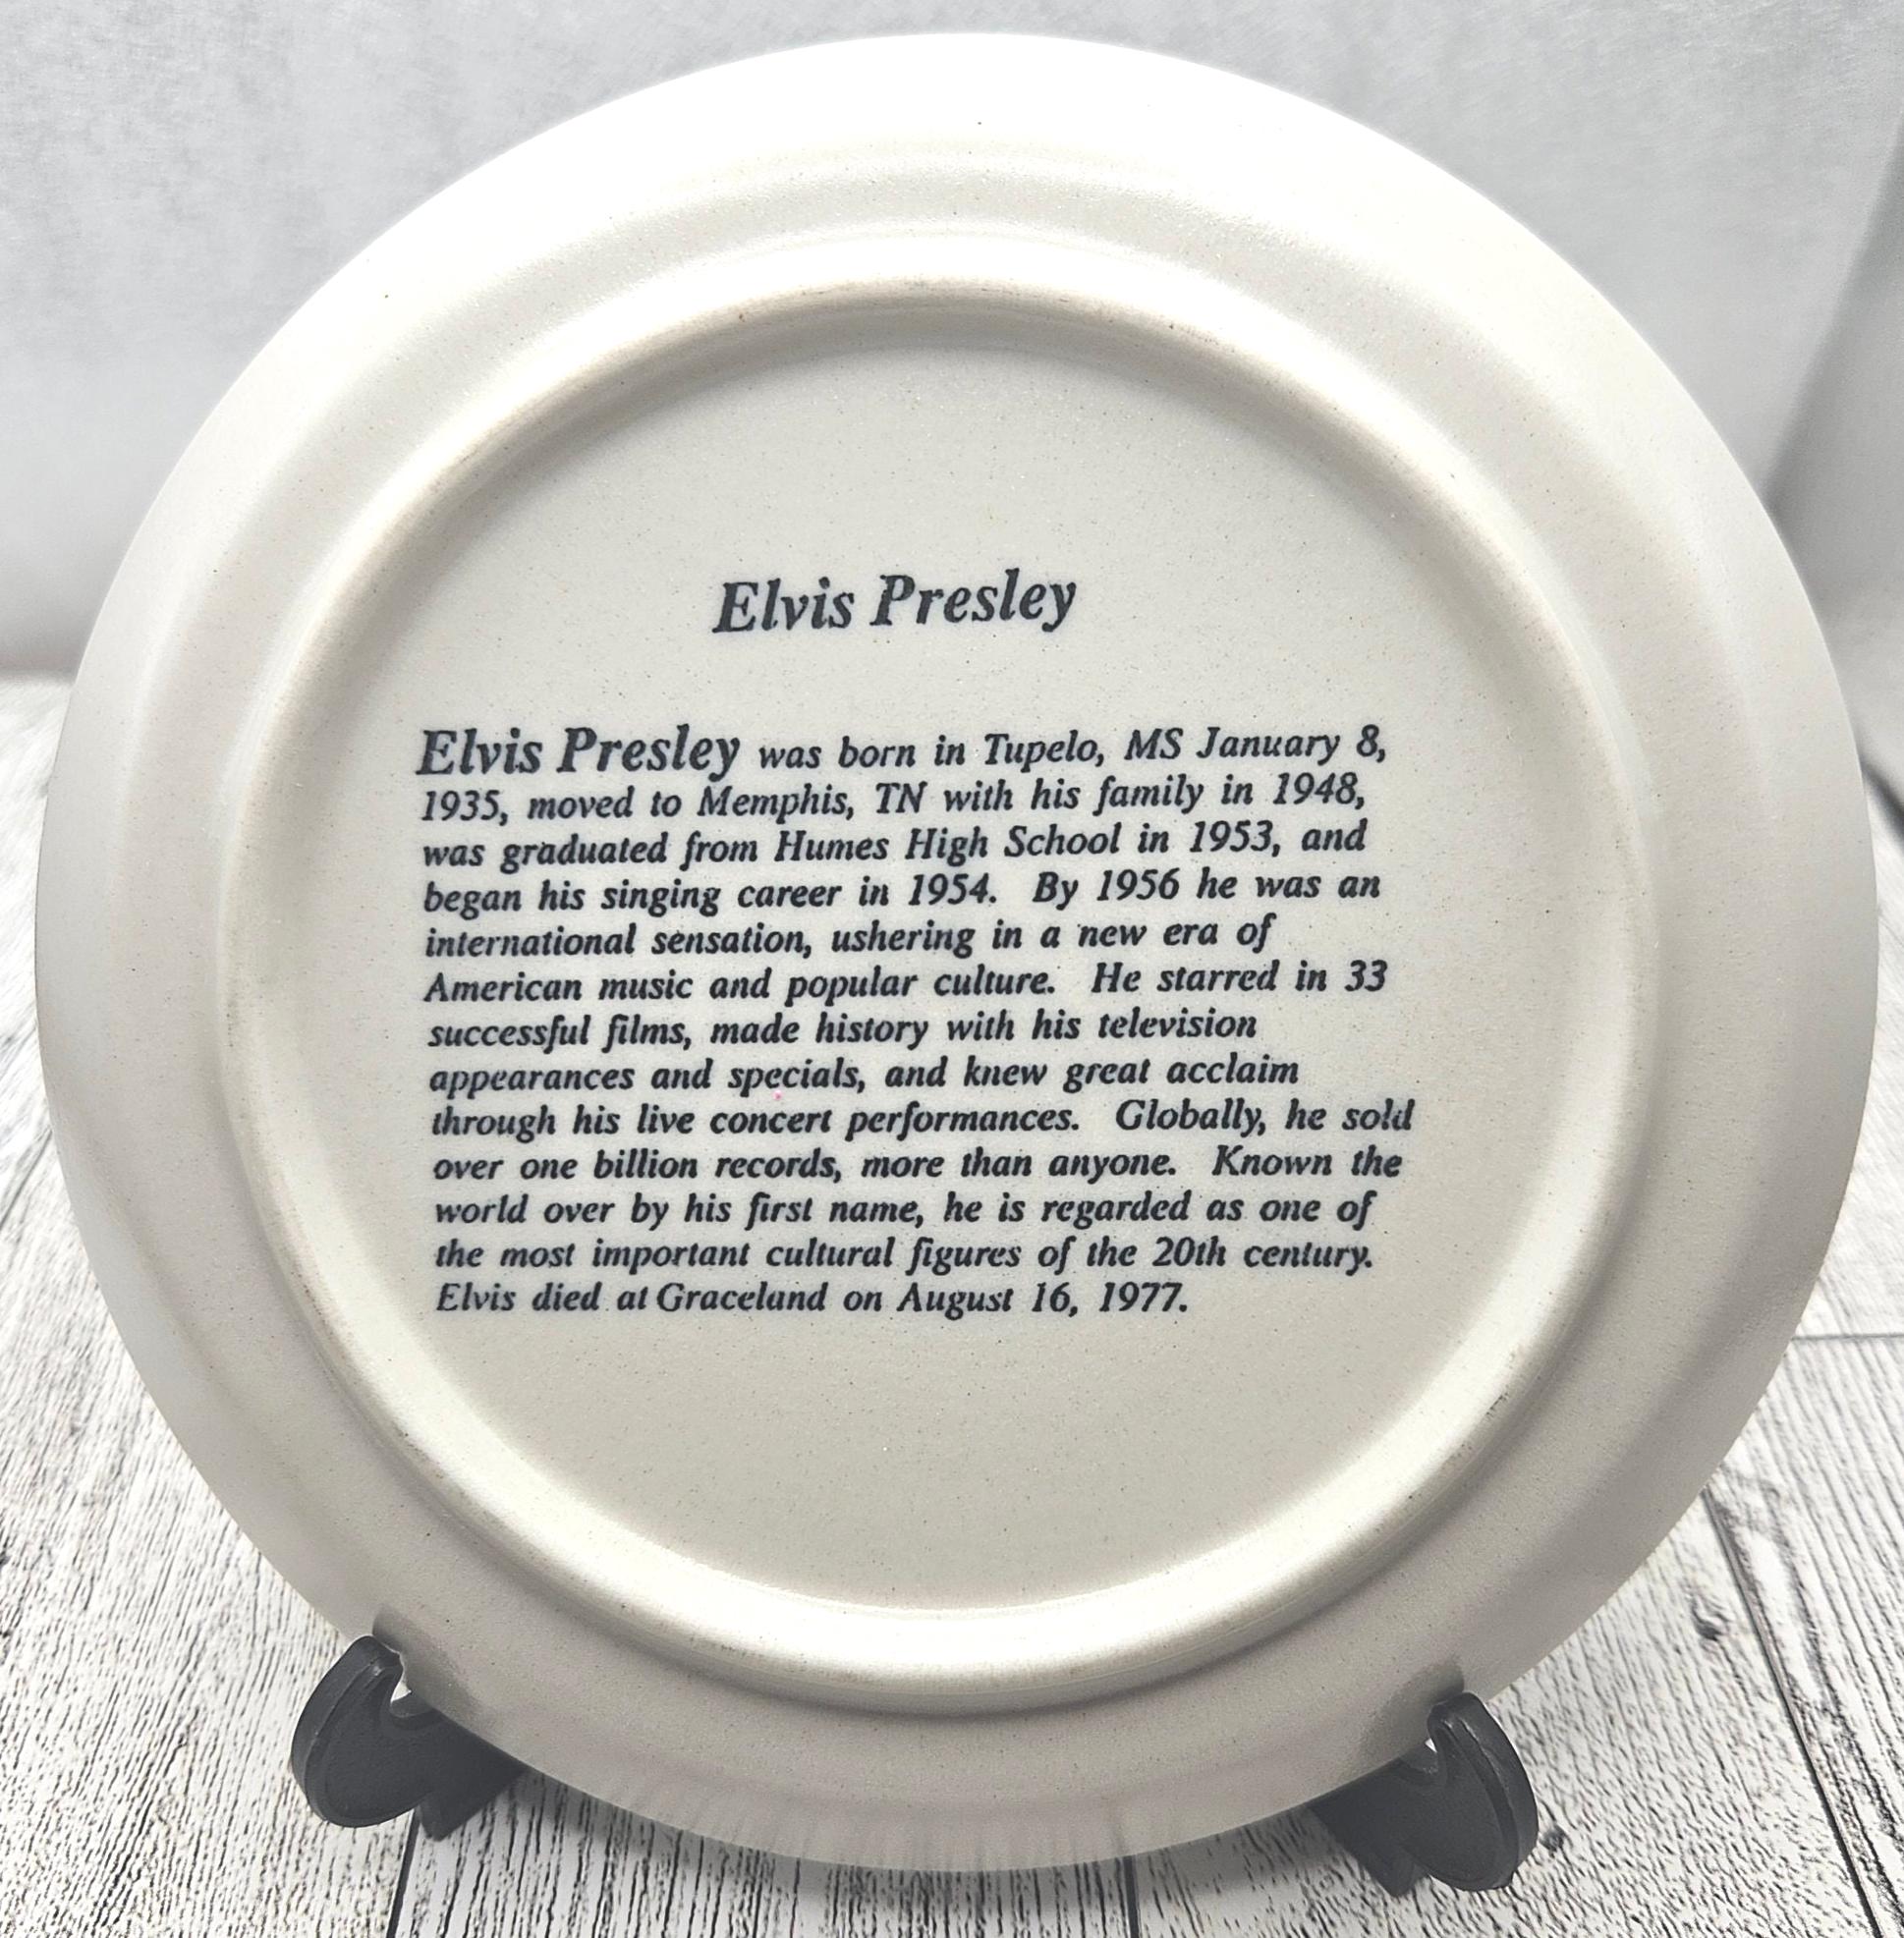 Elvis Presley
Elvis Presley was born in Tupelo, MS January 8,
1935, moved to Memphis, TN with his family in 1948,
was graduated from Humes High School in 1953, and
began his singing career in 1954. By 1956 he was an
international sensation, ushering in a new era of
American music and popular culture. He starred in 33
successful films, made history with his television
appearances and specials, and knew great acclaim
through his live concert performances. Globally, he sold
over one billion records, more than anyone. Known the
world over by his first name, he is regarded as one of
the most important cultural figures of the 20th century.
Elvis died at Graceland on August 16, 1977.